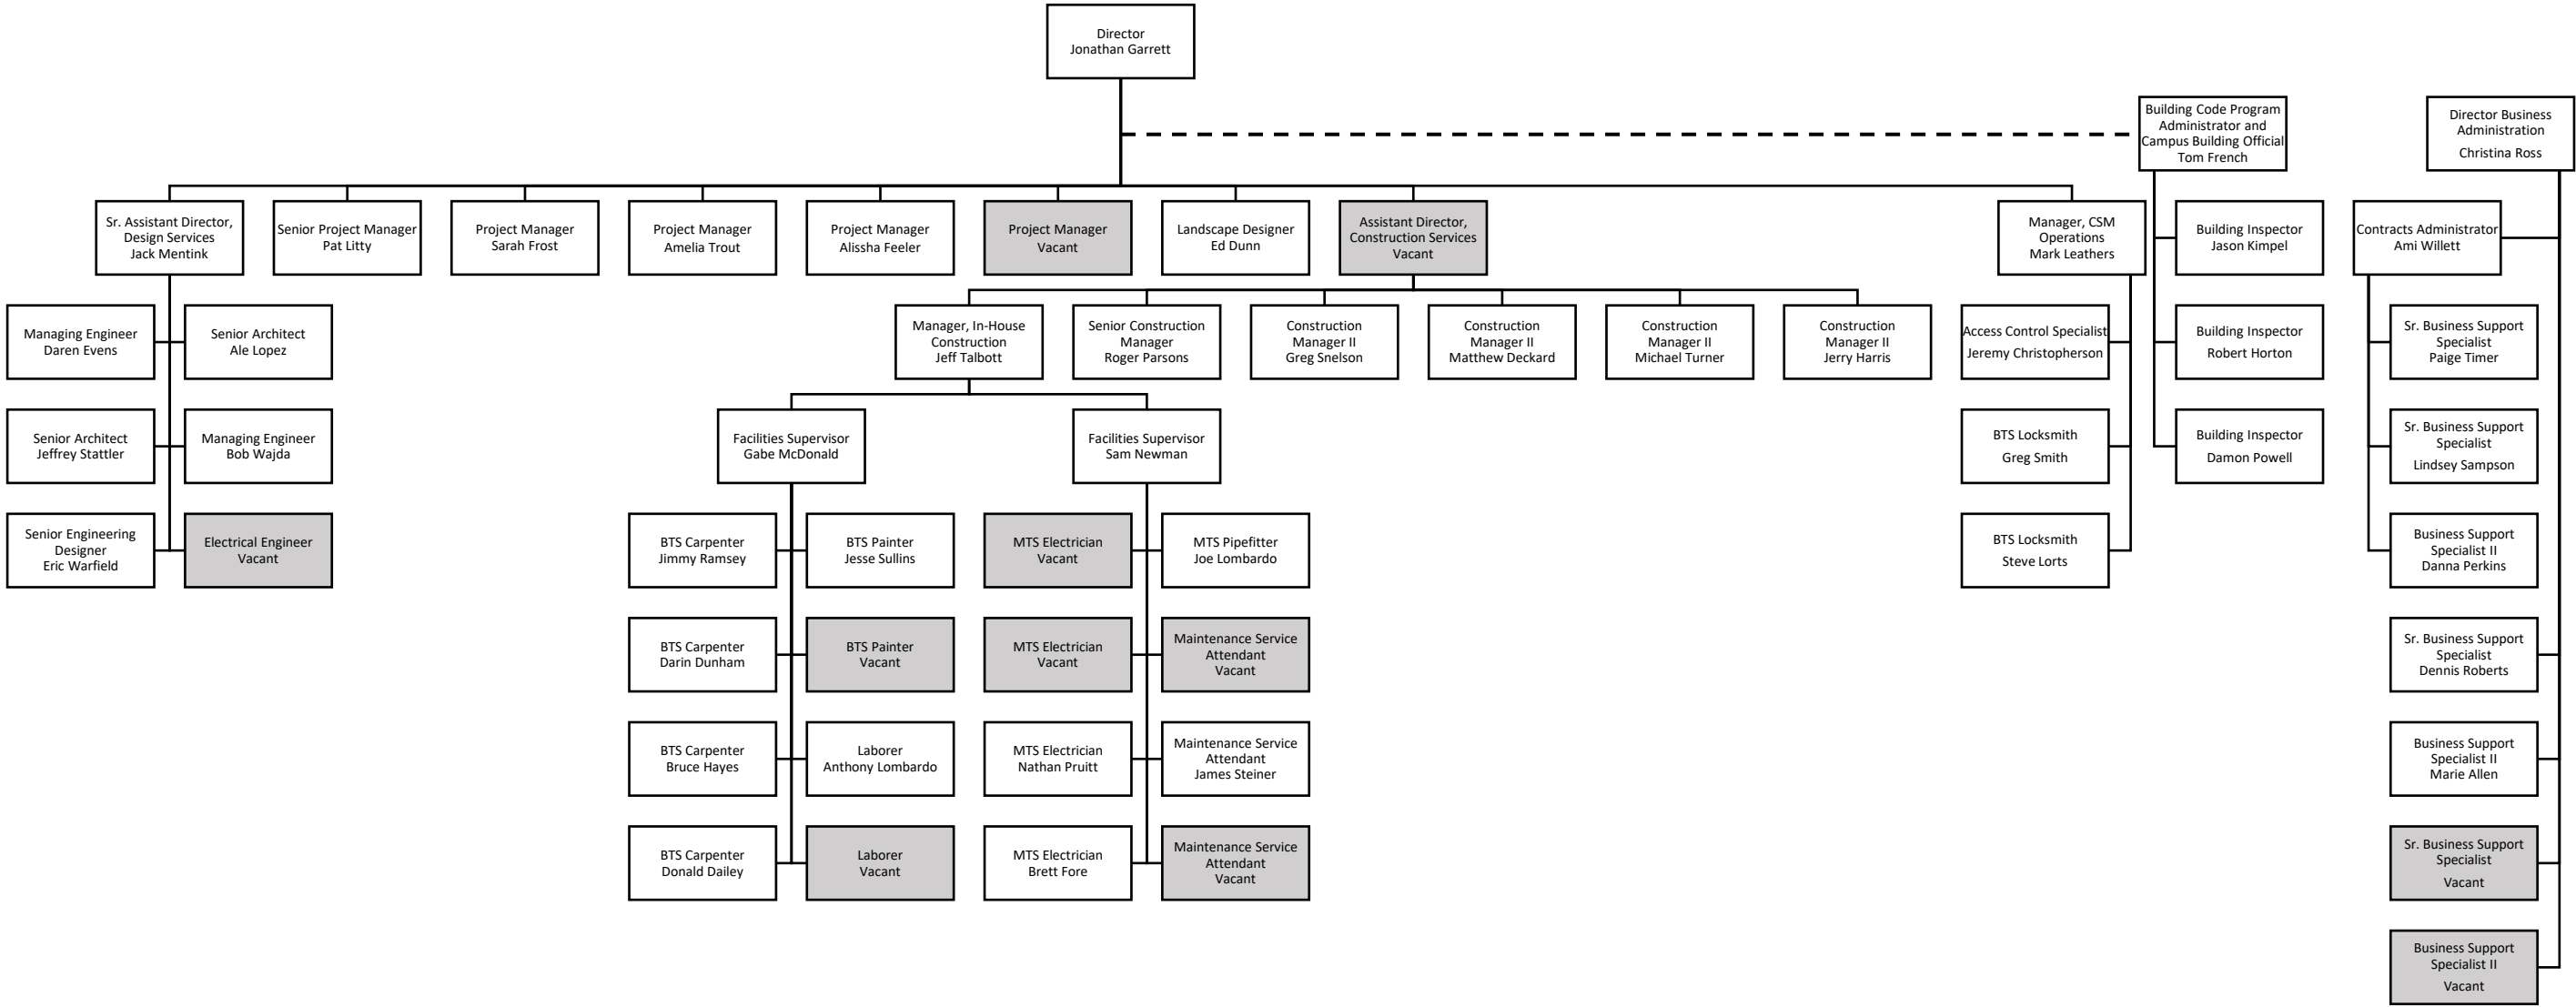 Director
Jonathan Garrett
Building Code Program
Administrator and
Campus Building Official
Tom French
Director Business
Administration
Christina Ross
Sr. Assistant Director,
Design Services
Jack Mentink
Senior Project Manager
Pat Litty
Project Manager
Sarah Frost
Project Manager
Amelia Trout
Project Manager
Alissha Feeler
Project Manager
Vacant
Landscape Designer
Ed Dunn
Assistant Director,
Construction Services
Vacant
Manager, CSM
Operations
Mark Leathers
Building Inspector
Jason Kimpel
Contracts Administrator
Ami Willett
Managing Engineer
Daren Evens
Senior Architect
Ale Lopez
Manager, In-House
Construction
Jeff Talbott
Senior Construction
Manager
Roger Parsons
Construction
Manager II
Greg Snelson
Construction
Manager II
Matthew Deckard
Construction
Manager II
Michael Turner
Construction
Manager II
Jerry Harris
Access Control Specialist
Jeremy Christopherson
Building Inspector
Robert Horton
Sr. Business Support
Specialist
Paige Timer
Senior Architect
Jeffrey Stattler
Managing Engineer
Bob Wajda
Facilities Supervisor
Gabe McDonald
Facilities Supervisor
Sam Newman
BTS Locksmith
Greg Smith
Building Inspector
Damon Powell
Sr. Business Support
Specialist
Lindsey Sampson
Senior Engineering
Designer
Eric Warfield
Electrical Engineer
Vacant
BTS Carpenter
Jimmy Ramsey
BTS Painter
Jesse Sullins
MTS Electrician
Vacant
MTS Pipefitter
Joe Lombardo
BTS Locksmith
Steve Lorts
Business Support
Specialist II
Danna Perkins
BTS Carpenter
Darin Dunham
BTS Painter
Vacant
MTS Electrician
Vacant
Maintenance Service
Attendant
Vacant
Sr. Business Support
Specialist
Dennis Roberts
BTS Carpenter
Bruce Hayes
Laborer
Anthony Lombardo
MTS Electrician
Nathan Pruitt
Maintenance Service
Attendant
James Steiner
Business Support
Specialist II
Marie Allen
BTS Carpenter
Donald Dailey
Laborer
Vacant
MTS Electrician
Brett Fore
Maintenance Service
Attendant
Vacant
Sr. Business Support
Specialist
Vacant
Business Support
Specialist II
Vacant